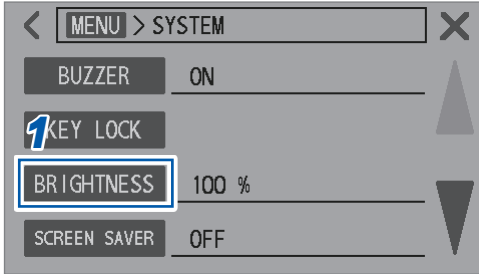 MENU > SYSTEM
BUZZER ON
1
KEY LOCK
BRIGHTNESS 100 %
SCREEN SAVER OFF